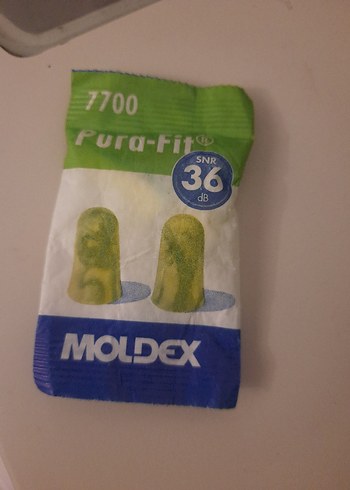 7700
Pura-Fit®
SNR
36
dB
MOLDEX